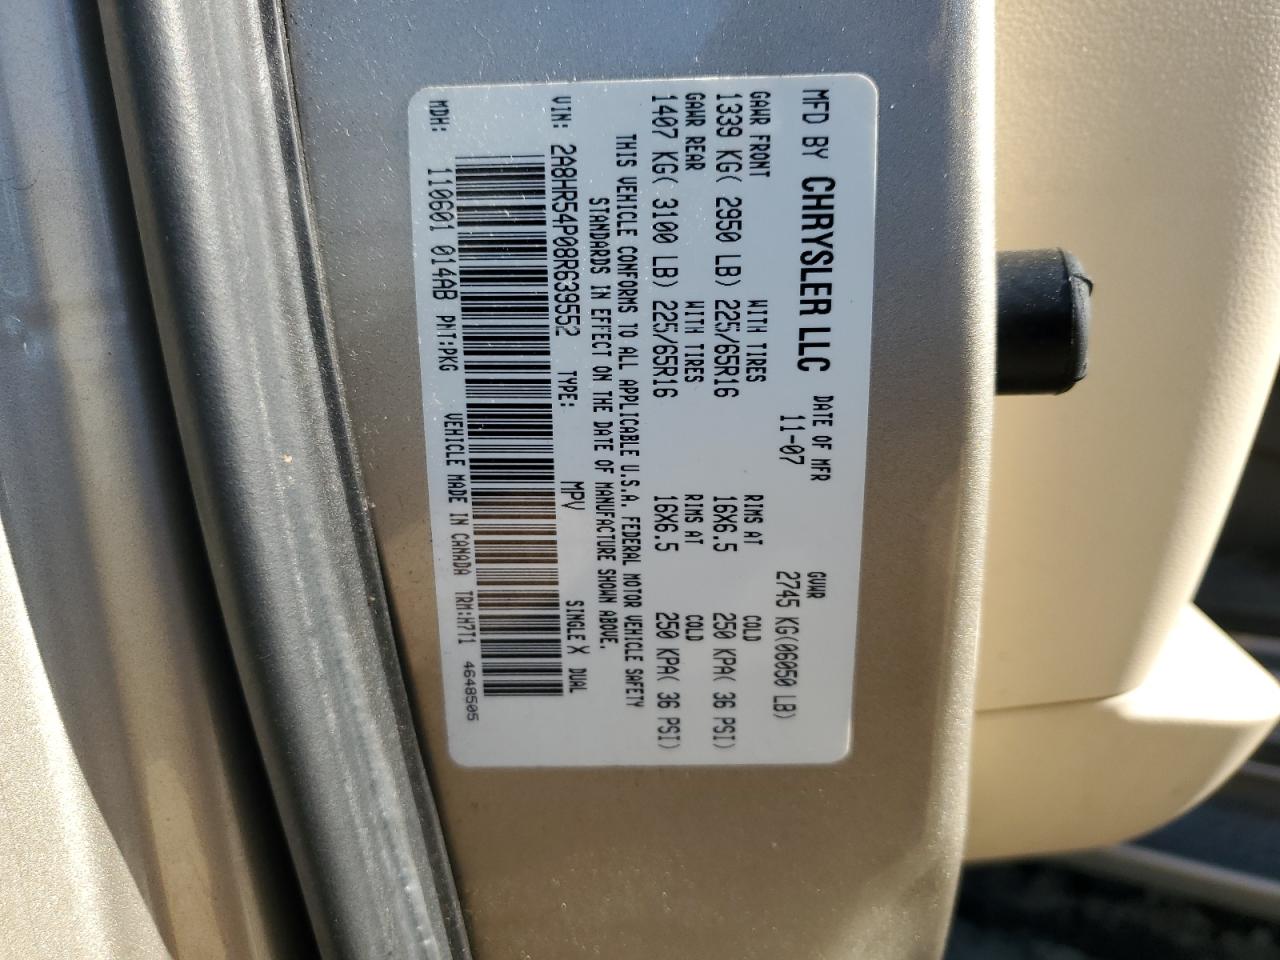 MFD BY CHRYSLER LLC DATE OF MFR GVWR
11-07 2745 KG(06050 LB)
GAWR FRONT WITH TIRES RIMS AT COLD
1339 KG( 2950 LB) 225/65R16 16X6.5 250 KPA( 36 PSI)
GAWR REAR WITH TIRES RIMS AT COLD
1407 KG( 3100 LB) 225/65R16 16X6.5 250 KPA( 36 PSI)
THIS VEHICLE CONFORMS TO ALL APPLICABLE U.S.A. FEDERAL MOTOR VEHICLE SAFETY
STANDARDS IN EFFECT ON THE DATE OF MANUFACTURE SHOWN ABOVE.
VIN: 2A8HR54P08R639552 TYPE: MPV SINGLE X DUAL
MDH: 110601 014AB PNT:PKG VEHICLE MADE IN CANADA TRM:H7T1 4648505